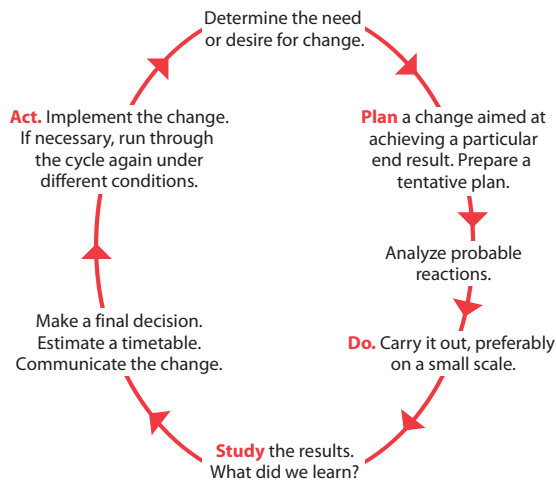 Determine the need
or desire for change.
Plan a change aimed at
achieving a particular
end result. Prepare a
tentative plan.
Analyze probable
reactions.
Do. Carry it out, preferably
on a small scale.
Study the results.
What did we learn?
Make a final decision.
Estimate a timetable.
Communicate the change.
Act. Implement the change.
If necessary, run through
the cycle again under
different conditions.